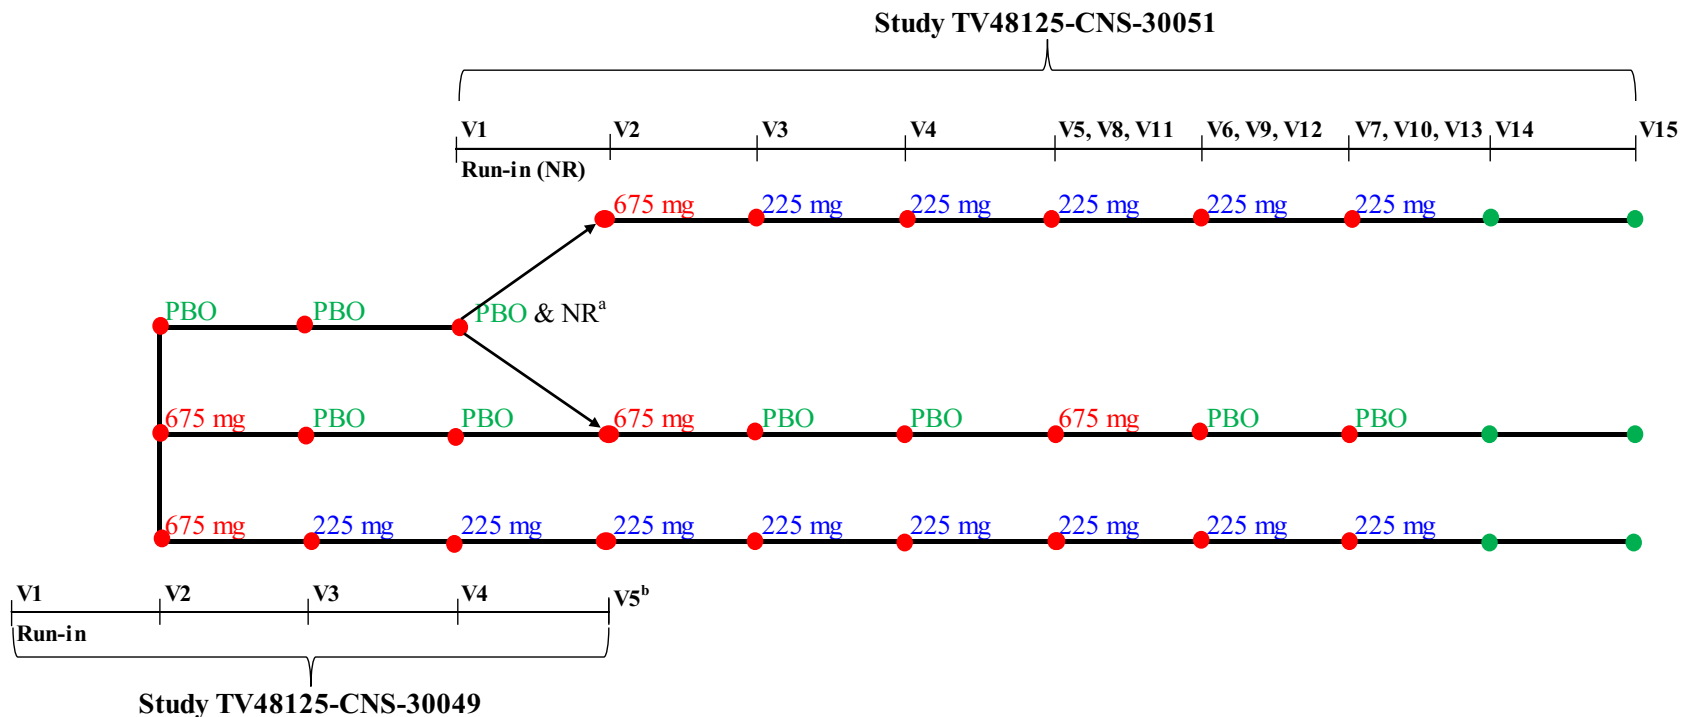 Study TV48125-CNS-30051
V1 V2 V3 V4 V5, V8, V11 V6, V9, V12 V7, V10, V13 V14 V15
Run-in (NR)
675 mg 225 mg 225 mg 225 mg 225 mg 225 mg
PBO PBO PBO & NRᵃ
675 mg PBO PBO 675 mg PBO PBO 675 mg PBO PBO
675 mg 225 mg 225 mg 225 mg 225 mg 225 mg 225 mg 225 mg 225 mg
V1 V2 V3 V4 V5ᵇ
Run-in
Study TV48125-CNS-30049